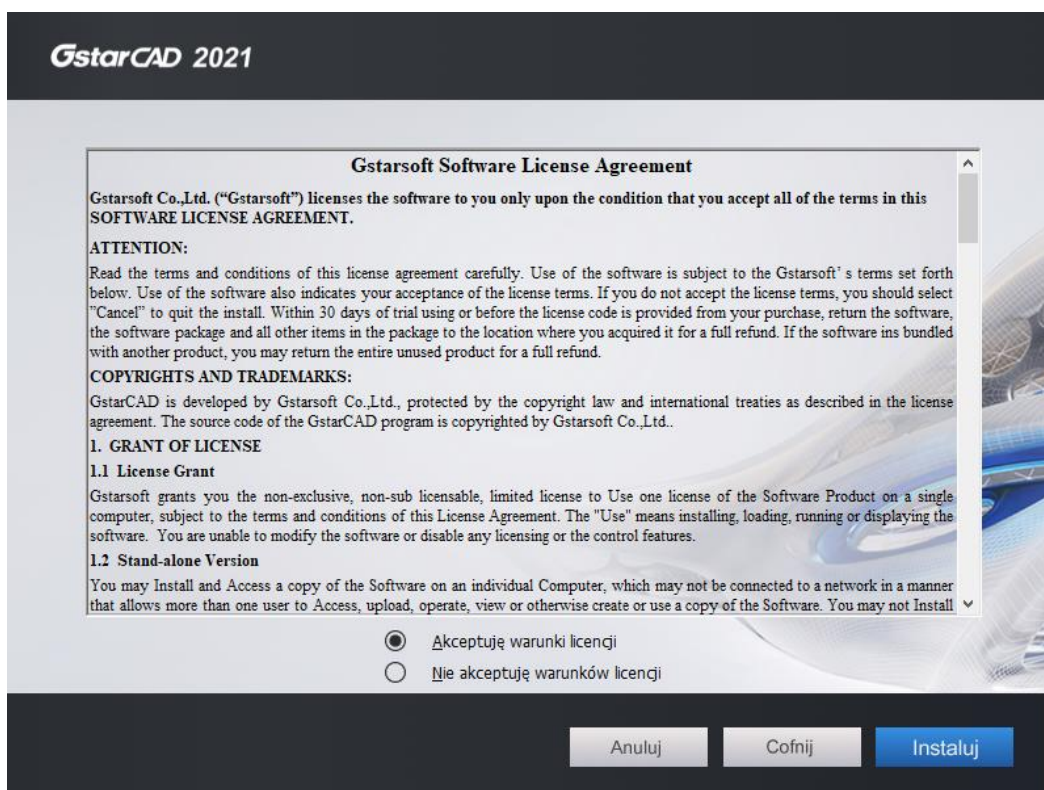 GstarCAD 2021
Gstarsoft Software License Agreement
Gstarsoft Co.,Ltd. (“Gstarsoft”) licenses the software to you only upon the condition that you accept all of the terms in this
SOFTWARE LICENSE AGREEMENT.
ATTENTION:
Read the terms and conditions of this license agreement carefully. Use of the software is subject to the Gstarsoft’ s terms set forth
below. Use of the software also indicates your acceptance of the license terms. If you do not accept the license terms, you should select
"Cancel" to quit the install. Within 30 days of trial using or before the license code is provided from your purchase, return the software,
the software package and all other items in the package to the location where you acquired it for a full refund. If the software ins bundled
with another product, you may return the entire unused product for a full refund.
COPYRIGHTS AND TRADEMARKS:
GstarCAD is developed by Gstarsoft Co.,Ltd., protected by the copyright law and international treaties as described in the license
agreement. The source code of the GstarCAD program is copyrighted by Gstarsoft Co.,Ltd..
1. GRANT OF LICENSE
1.1 License Grant
Gstarsoft grants you the non-exclusive, non-sub licensable, limited license to Use one license of the Software Product on a single
computer, subject to the terms and conditions of this License Agreement. The "Use" means installing, loading, running or displaying the
software. You are unable to modify the software or disable any licensing or the control features.
1.2 Stand-alone Version
You may Install and Access a copy of the Software on an individual Computer, which may not be connected to a network in a manner
that allows more than one user to Access, upload, operate, view or otherwise create or use a copy of the Software. You may not Install
Akceptuję warunki licencji
Nie akceptuję warunków licencji
Anuluj Cofnij Instaluj